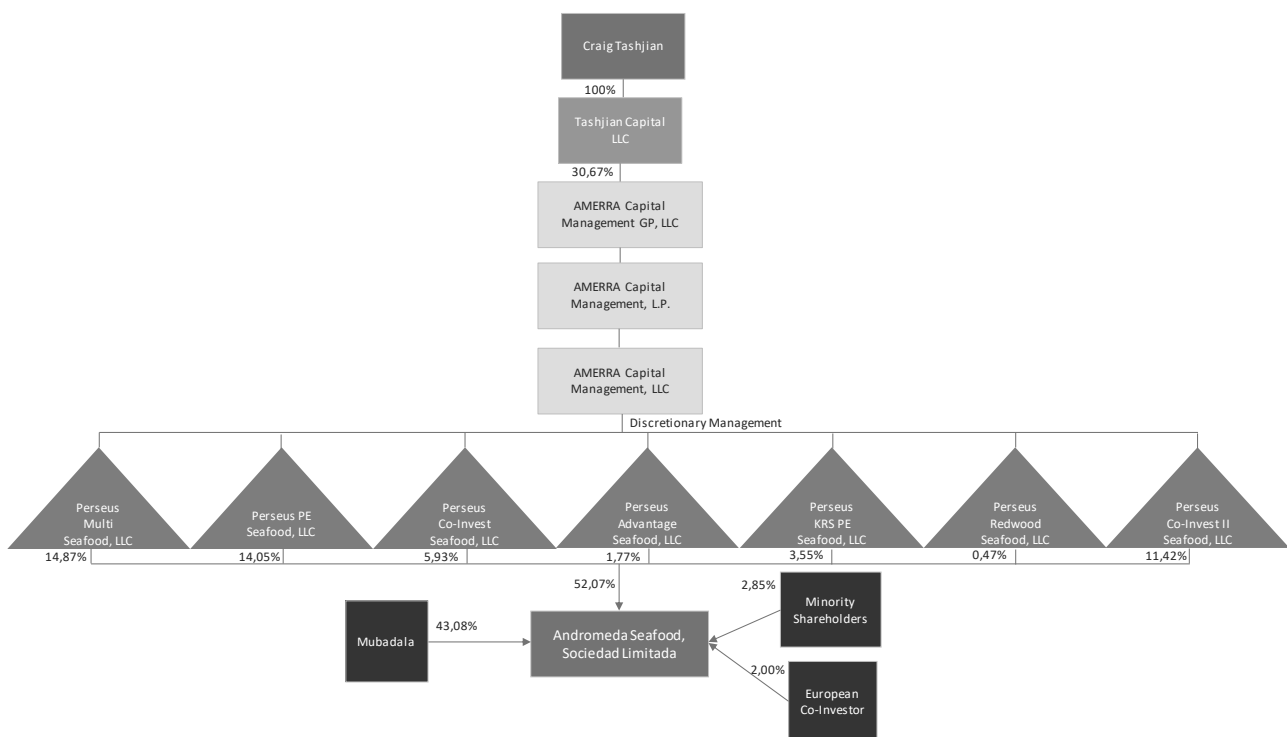 Craig Tashjian
100%
Tashjian Capital
LLC
30,67%
AMERRA Capital
Management GP, LLC
AMERRA Capital
Management, L.P.
AMERRA Capital
Management, LLC
Discretionary Management
Perseus
Multi
Seafood, LLC
Perseus PE
Seafood, LLC
Perseus
Co-Invest
Seafood, LLC
Perseus
Advantage
Seafood, LLC
Perseus
KRS PE
Seafood, LLC
Perseus
Redwood
Seafood, LLC
Perseus
Co-Invest II
Seafood, LLC
14,87%
14,05%
5,93%
1,77%
3,55%
0,47%
11,42%
52,07%
Mubadala
43,08%
Andromeda Seafood,
Sociedad Limitada
2,85%
Minority
Shareholders
2,00%
European
Co-Investor